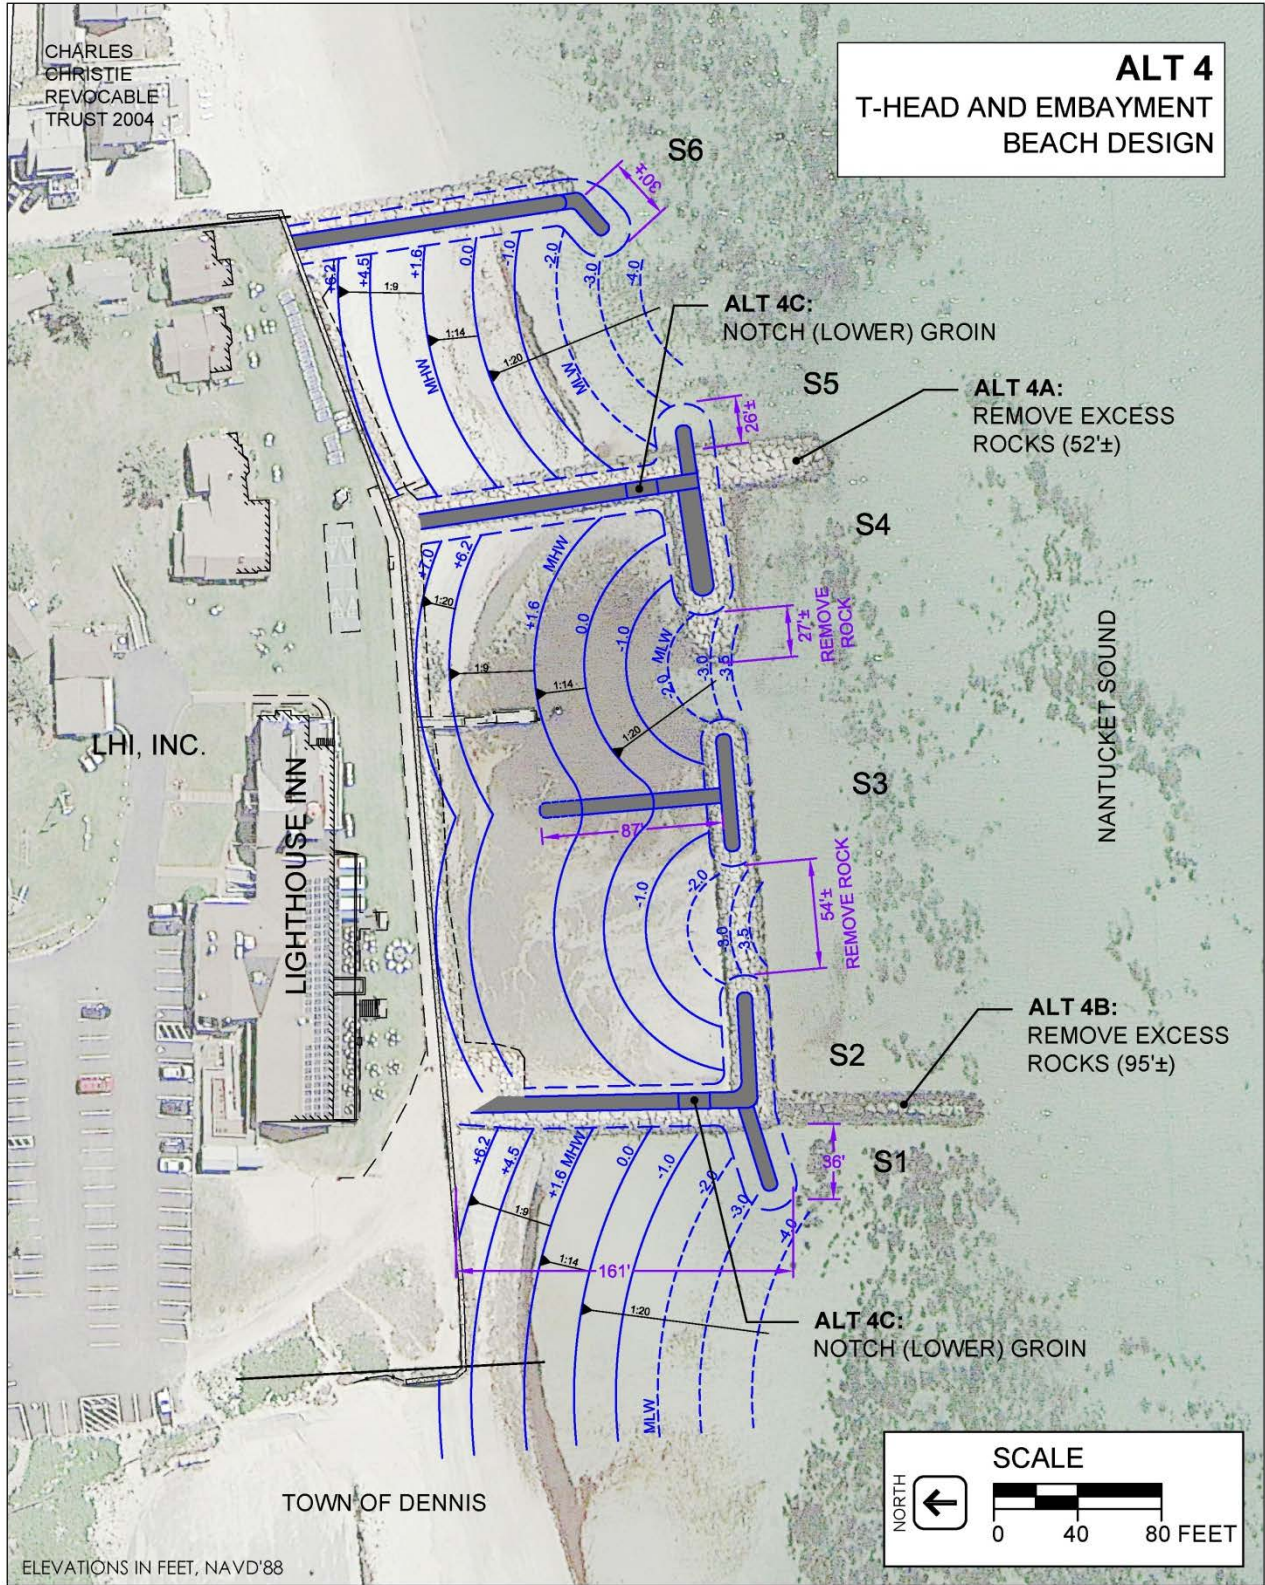 CHARLES
CHRISTIE
REVOCABLE
TRUST 2004
ALT 4
T-HEAD AND EMBAYMENT
BEACH DESIGN
S6
30'±
+6.2
+4.5
+1.6
0.0
-1.0
-2.0
-3.0
-4.0
1:9
1:14
1:20
MHW
MLW
ALT 4C:
NOTCH (LOWER) GROIN
S5
26'±
ALT 4A:
REMOVE EXCESS
ROCKS (52'±)
S4
+7.0
+6.2
MHW
+1.6
0.0
-1.0
MLW
-2.0
-3.0
-3.5
1:20
1:9
1:14
1:20
27'±
REMOVE
ROCK
NANTUCKET SOUND
LHI, INC.
LIGHTHOUSE INN
S3
87'
-1.0
-2.0
-3.0
-3.5
54'±
REMOVE ROCK
ALT 4B:
REMOVE EXCESS
ROCKS (95'±)
S2
S1
36'
+6.2
+4.5
+1.6 MHW
0.0
-1.0
-2.0
-3.0
-4.0
1:9
1:14
161'
1:20
ALT 4C:
NOTCH (LOWER) GROIN
MLW
TOWN OF DENNIS
SCALE
NORTH
0 40 80 FEET
ELEVATIONS IN FEET, NAVD'88